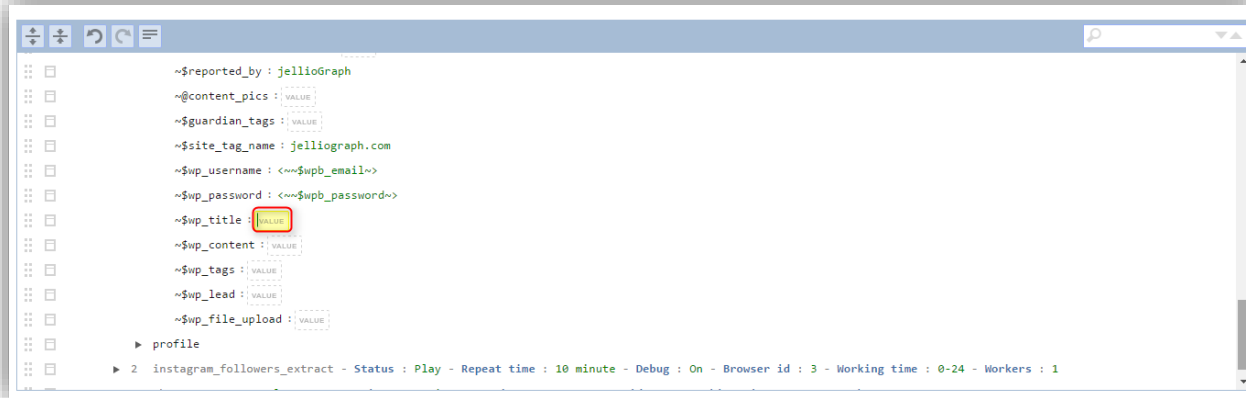 ~$reported_by : jellioGraph
~@content_pics : VALUE
~$guardian_tags : VALUE
~$site_tag_name : jelliograph.com
~$wp_username : <~~$wpb_email~>
~$wp_password : <~~$wpb_password~>
~$wp_title : VALUE
~$wp_content : VALUE
~$wp_tags : VALUE
~$wp_lead : VALUE
~$wp_file_upload : VALUE
profile
2 instagram_followers_extract - Status : Play - Repeat time : 10 minute - Debug : On - Browser id : 3 - Working time : 0-24 - Workers : 1